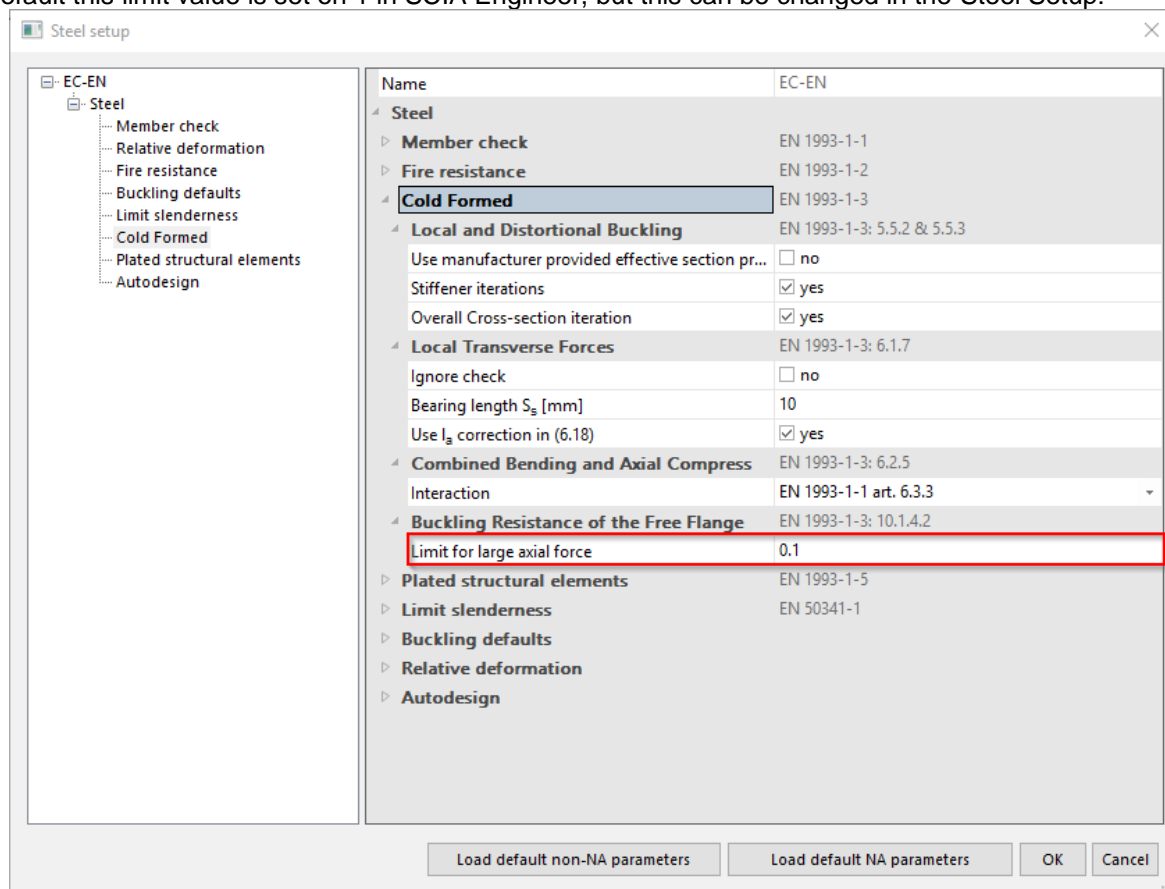 default this limit value is set on 1 in SCIA Engineer, but this can be changed in the Steel Setup.
Steel setup
EC-EN
Steel
Member check
Relative deformation
Fire resistance
Buckling defaults
Limit slenderness
Cold Formed
Plated structural elements
Autodesign
Name EC-EN
Steel
Member check EN 1993-1-1
Fire resistance EN 1993-1-2
Cold Formed EN 1993-1-3
Local and Distortional Buckling EN 1993-1-3: 5.5.2 & 5.5.3
Use manufacturer provided effective section pr... no
Stiffener iterations yes
Overall Cross-section iteration yes
Local Transverse Forces EN 1993-1-3: 6.1.7
Ignore check no
Bearing length Ss [mm] 10
Use la correction in (6.18) yes
Combined Bending and Axial Compress EN 1993-1-3: 6.2.5
Interaction EN 1993-1-1 art. 6.3.3
Buckling Resistance of the Free Flange EN 1993-1-3: 10.1.4.2
Limit for large axial force 0.1
Plated structural elements EN 1993-1-5
Limit slenderness EN 50341-1
Buckling defaults
Relative deformation
Autodesign
Load default non-NA parameters Load default NA parameters OK Cancel